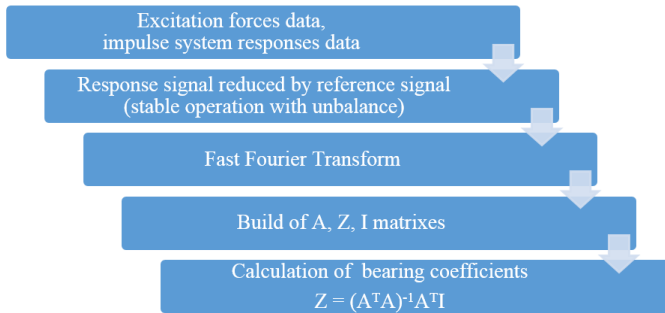 Excitation forces data,
impulse system responses data
Response signal reduced by reference signal
(stable operation with unbalance)
Fast Fourier Transform
Build of A, Z, I matrixes
Calculation of bearing coefficients
Z = (AᵀA)⁻¹AᵀI